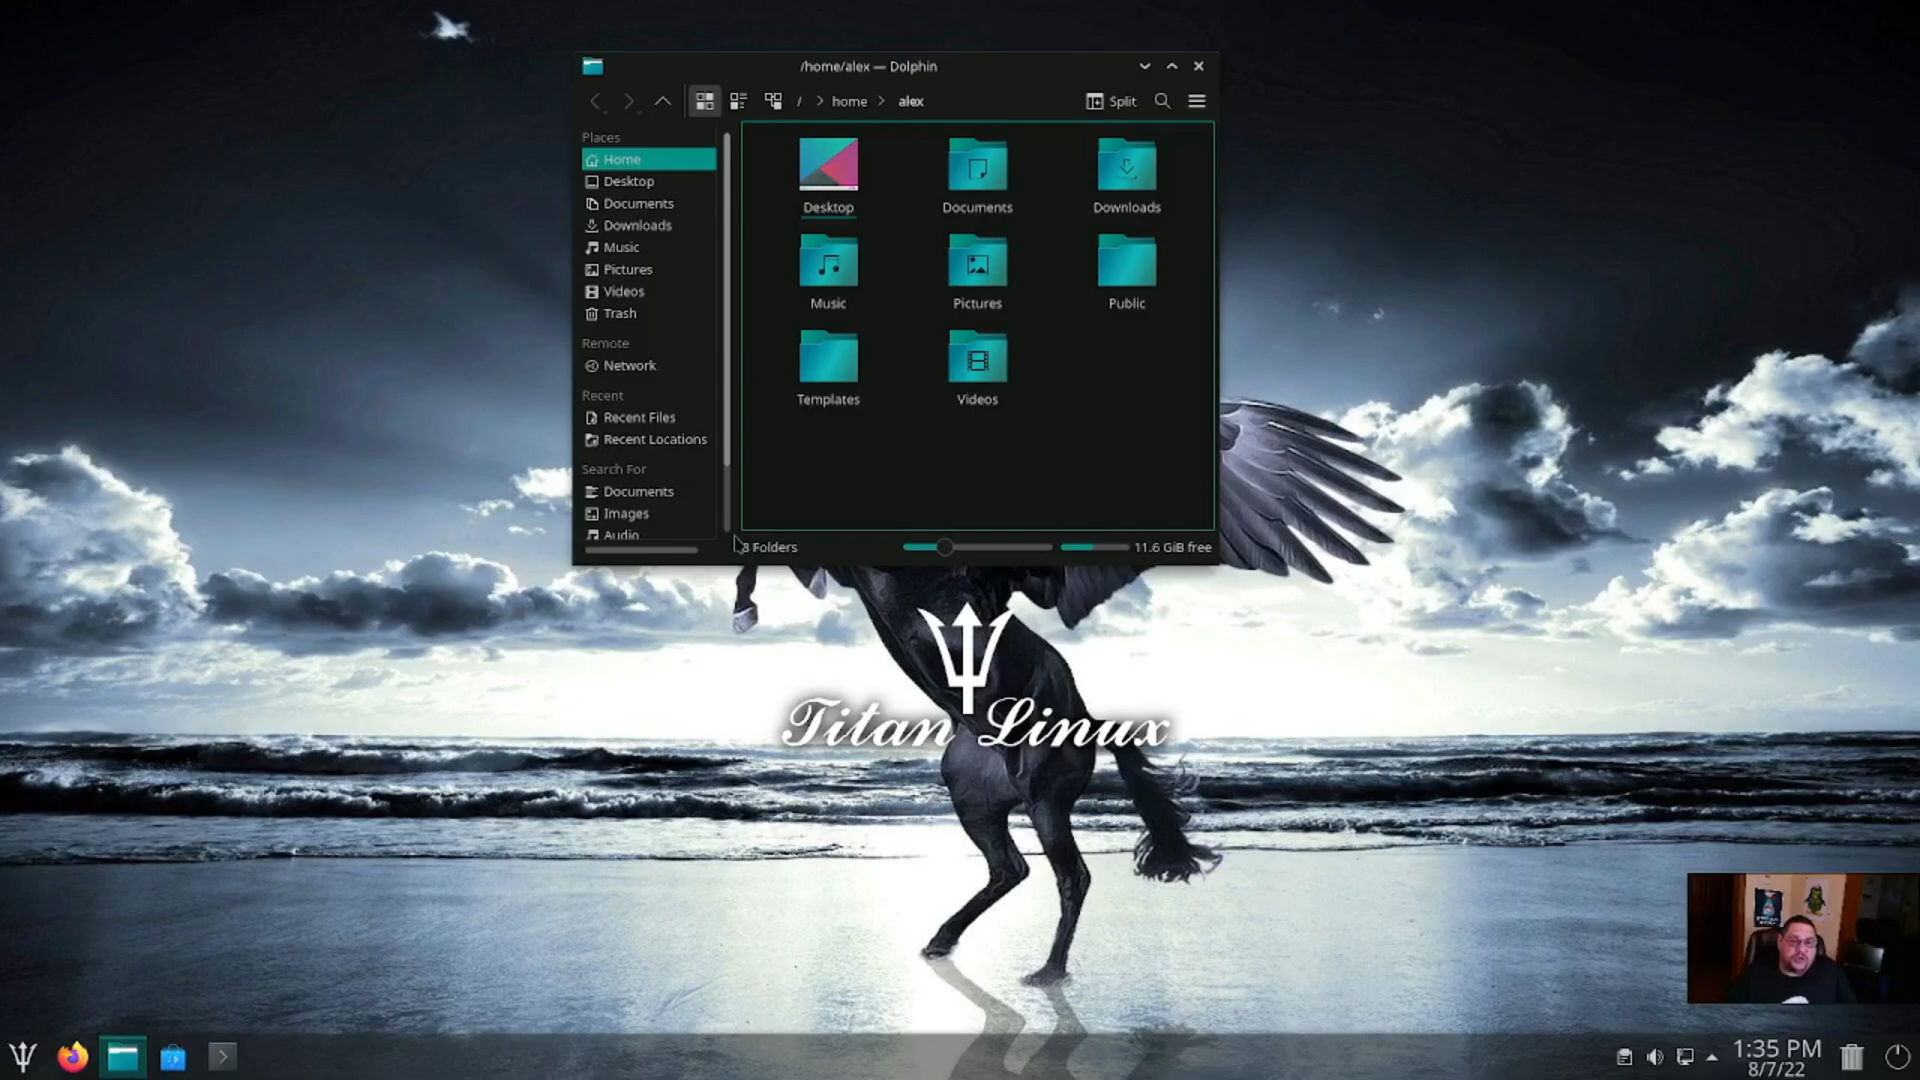 /home/alex — Dolphin
/ > home > alex
Split
Places
Home
Desktop
Documents
Downloads
Music
Pictures
Videos
Trash
Remote
Network
Recent
Recent Files
Recent Locations
Search For
Documents
Images
Audio
Desktop
Documents
Downloads
Music
Pictures
Public
Templates
Videos
8 Folders
11.6 GiB free
Titan Linux
1:35 PM
8/7/22